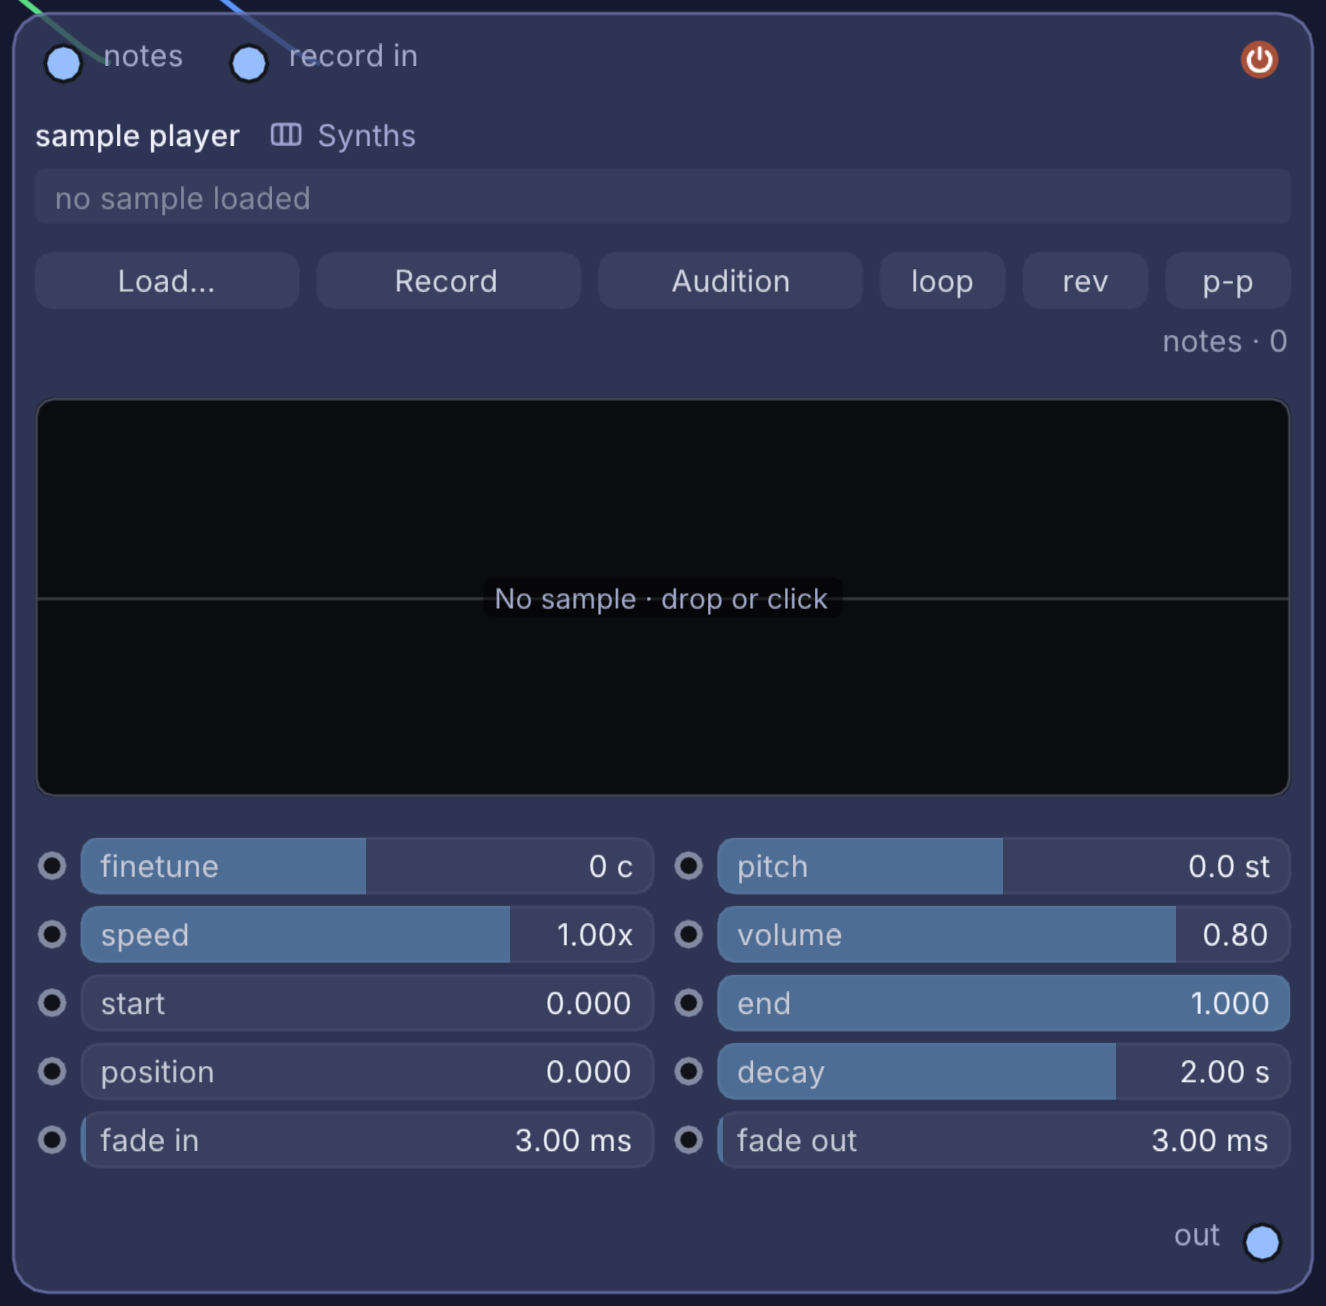 notes record in
sample player Synths
no sample loaded
Load... Record Audition loop rev p-p
notes · 0
No sample · drop or click
finetune 0 c pitch 0.0 st
speed 1.00x volume 0.80
start 0.000 end 1.000
position 0.000 decay 2.00 s
fade in 3.00 ms fade out 3.00 ms
out